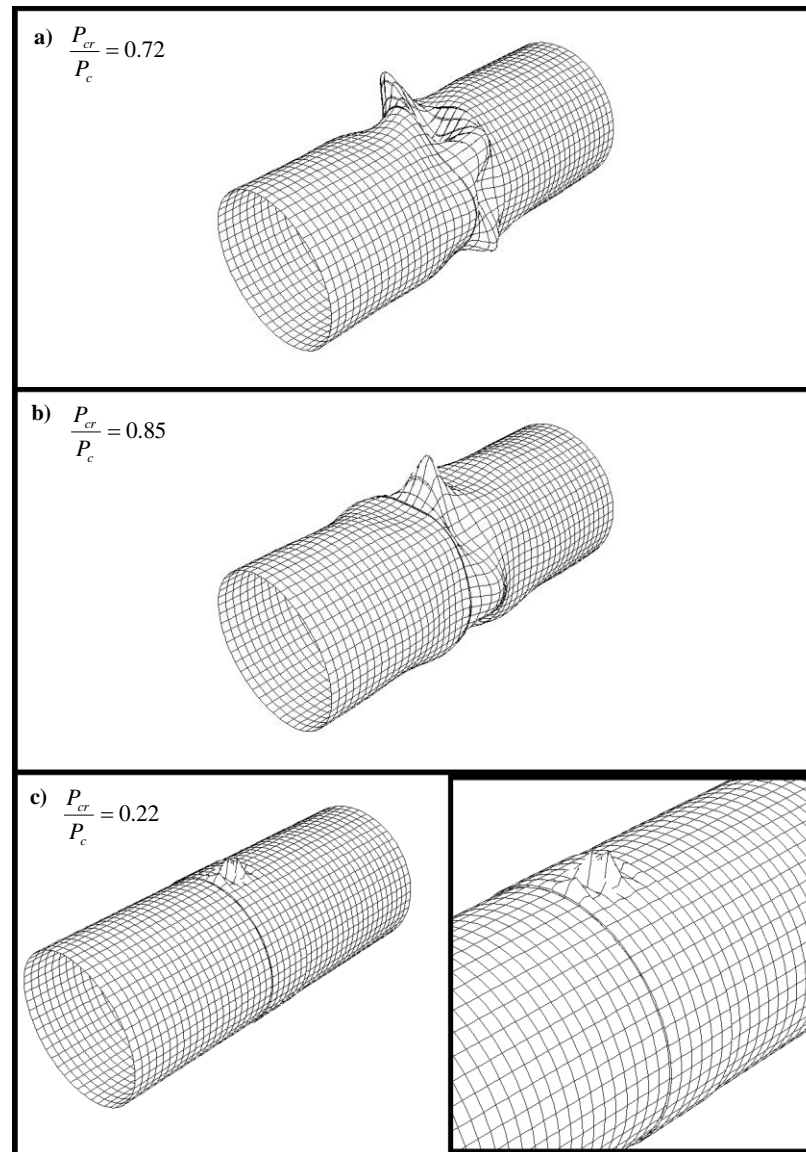 a) P_cr / P_c = 0.72
b) P_cr / P_c = 0.85
c) P_cr / P_c = 0.22